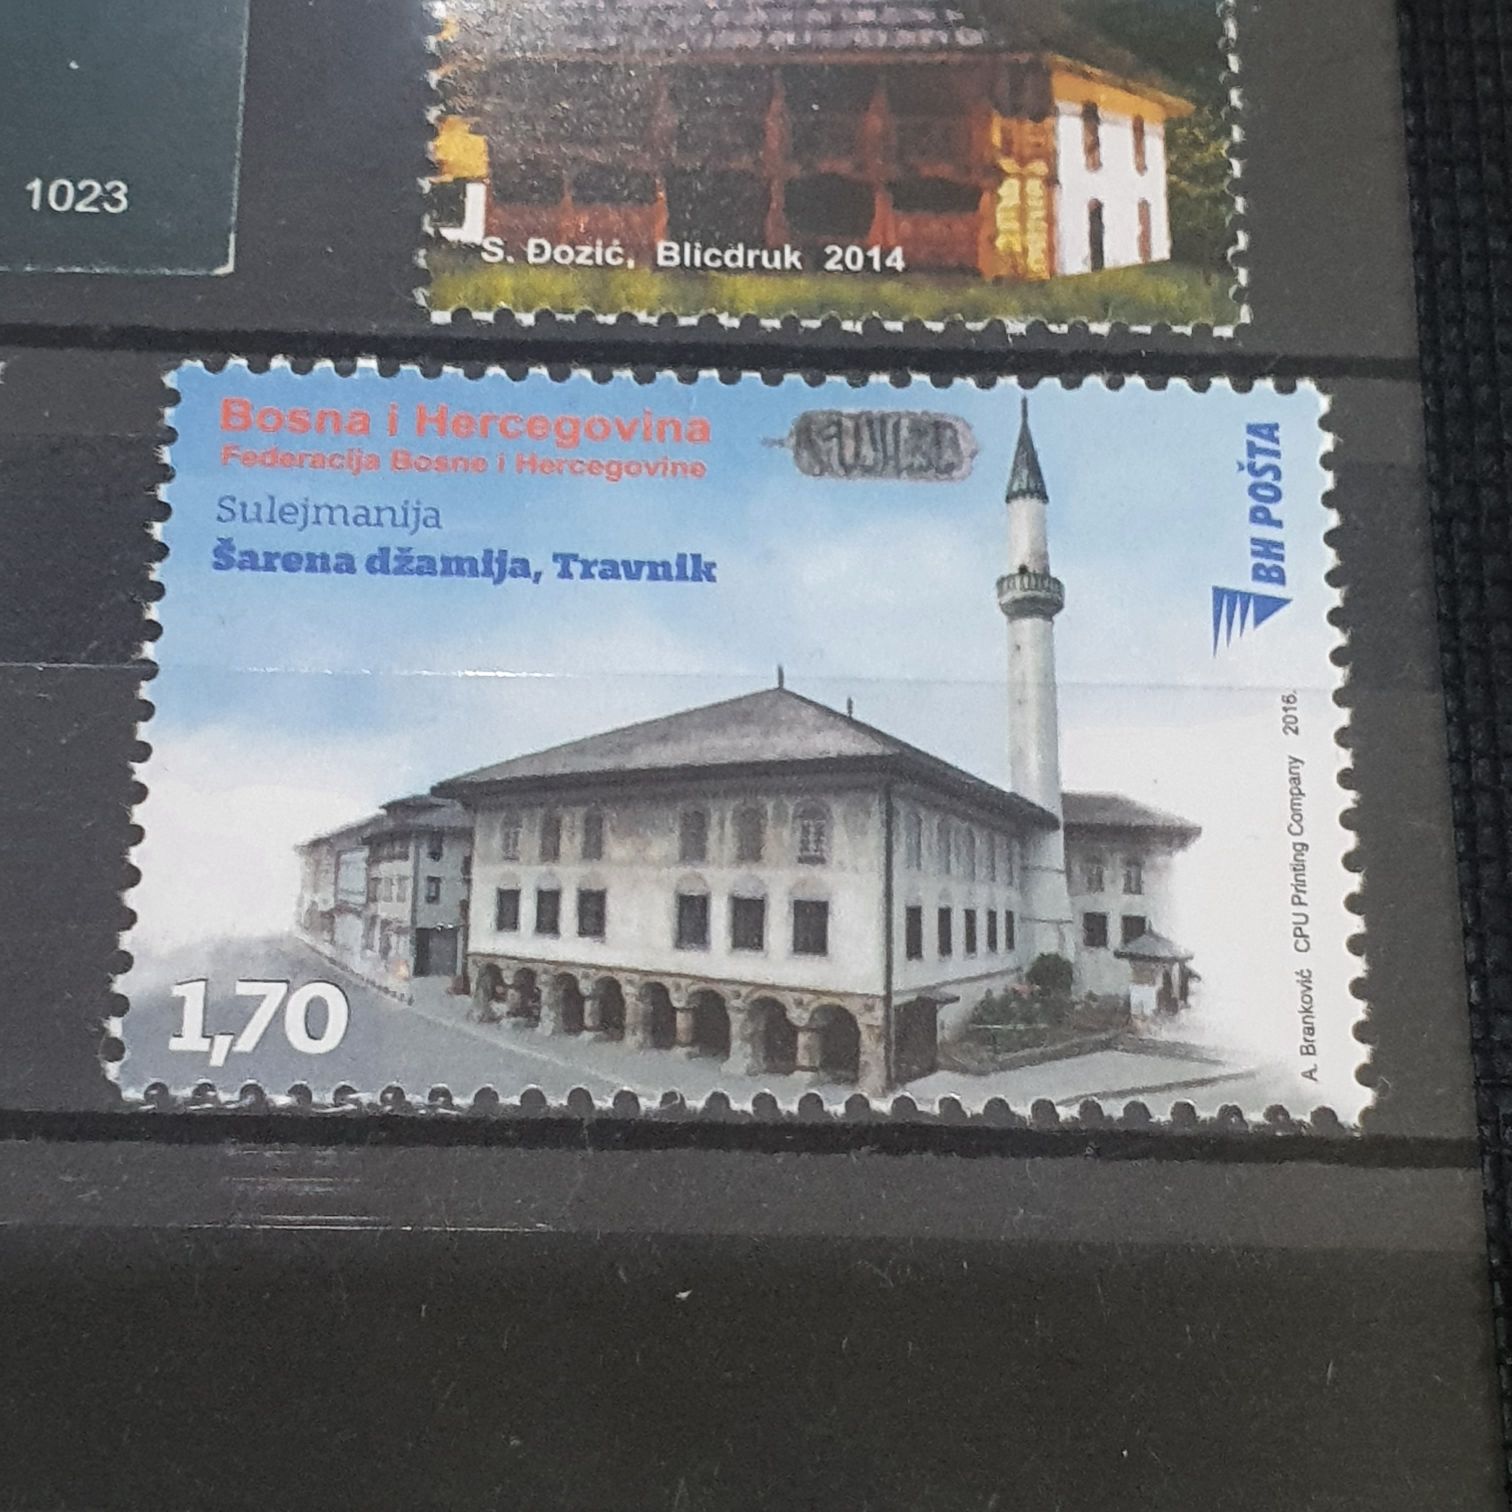 1023
S. Đozić, Blicdruk 2014
Bosna i Hercegovina
Federacija Bosne i Hercegovine
Sulejmanija
Šarena džamija, Travnik
BH POŠTA
1,70
A. Branković CPU Printing Company 2016.